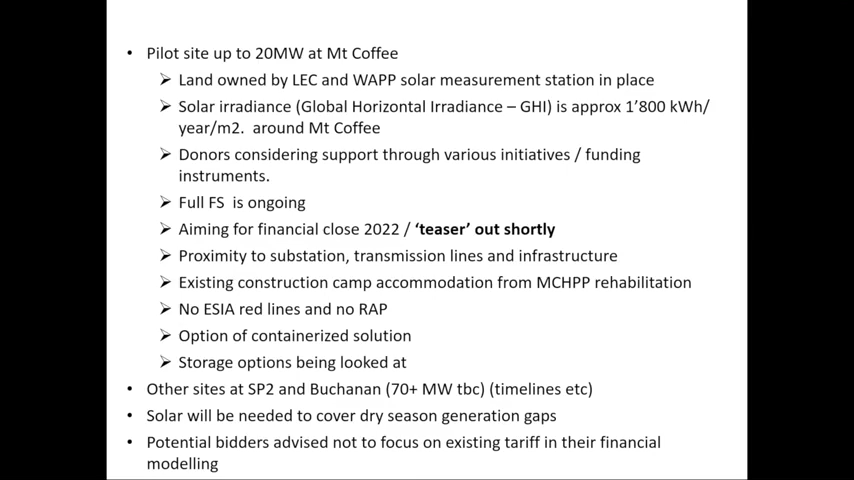 • Pilot site up to 20MW at Mt Coffee
➢ Land owned by LEC and WAPP solar measurement station in place
➢ Solar irradiance (Global Horizontal Irradiance – GHI) is approx 1’800 kWh/
year/m2.  around Mt Coffee
➢ Donors considering support through various initiatives / funding
instruments.
➢ Full FS  is ongoing
➢ Aiming for financial close 2022 / ‘teaser’ out shortly
➢ Proximity to substation, transmission lines and infrastructure
➢ Existing construction camp accommodation from MCHPP rehabilitation
➢ No ESIA red lines and no RAP
➢ Option of containerized solution
➢ Storage options being looked at
• Other sites at SP2 and Buchanan (70+ MW tbc) (timelines etc)
• Solar will be needed to cover dry season generation gaps
• Potential bidders advised not to focus on existing tariff in their financial
modelling